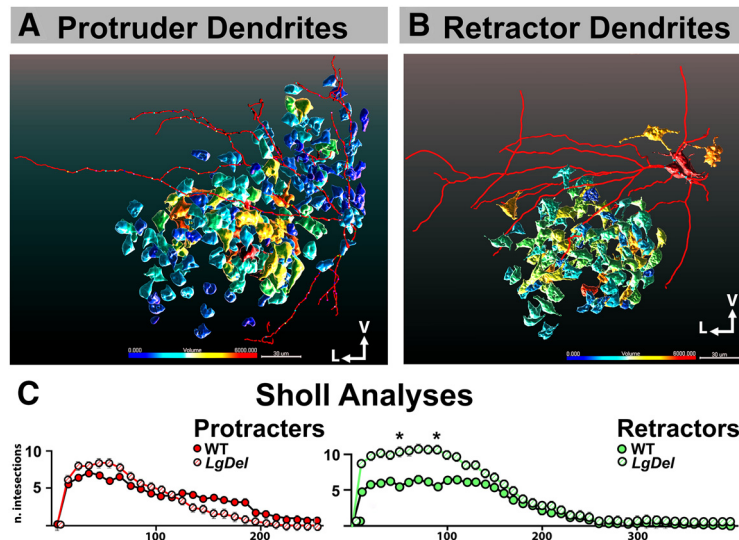 A Protruder Dendrites
B Retractor Dendrites
V
L
0.000 Volume 6000.000 30 um
V
L
0.000 Volume 6000.000 30 um
C Sholl Analyses
Protracters
WT
LgDel
Retractors
WT
LgDel
n. intesections
10
5
100 200
10
5
* *
100 200 300